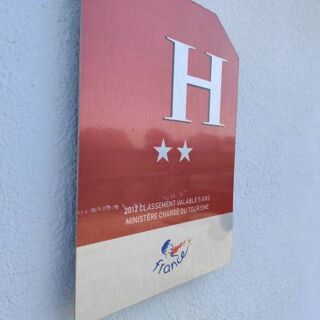 H
2012 CLASSEMENT VALABLE 5 ANS
MINISTÈRE CHARGÉ DU TOURISME
france